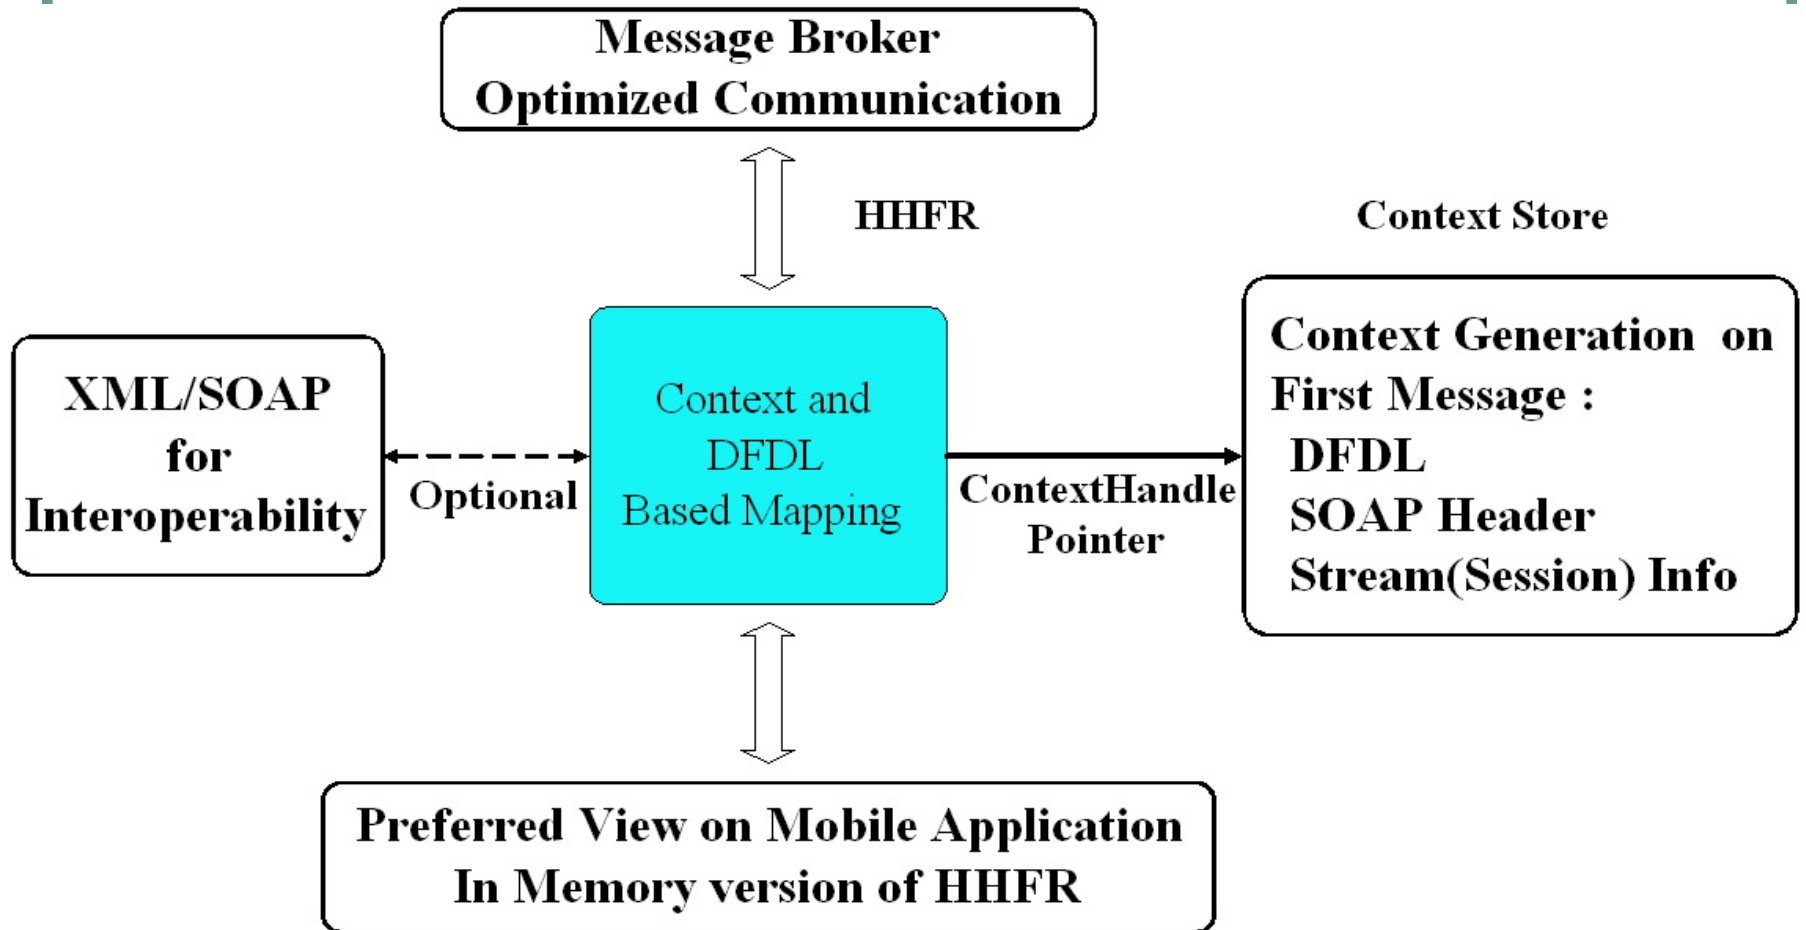 Message Broker
Optimized Communication
HHFR
Context Store
XML/SOAP
for
Interoperability
Optional
Context and
DFDL
Based Mapping
ContextHandle
Pointer
Context Generation on
First Message :
DFDL
SOAP Header
Stream(Session) Info
Preferred View on Mobile Application
In Memory version of HHFR